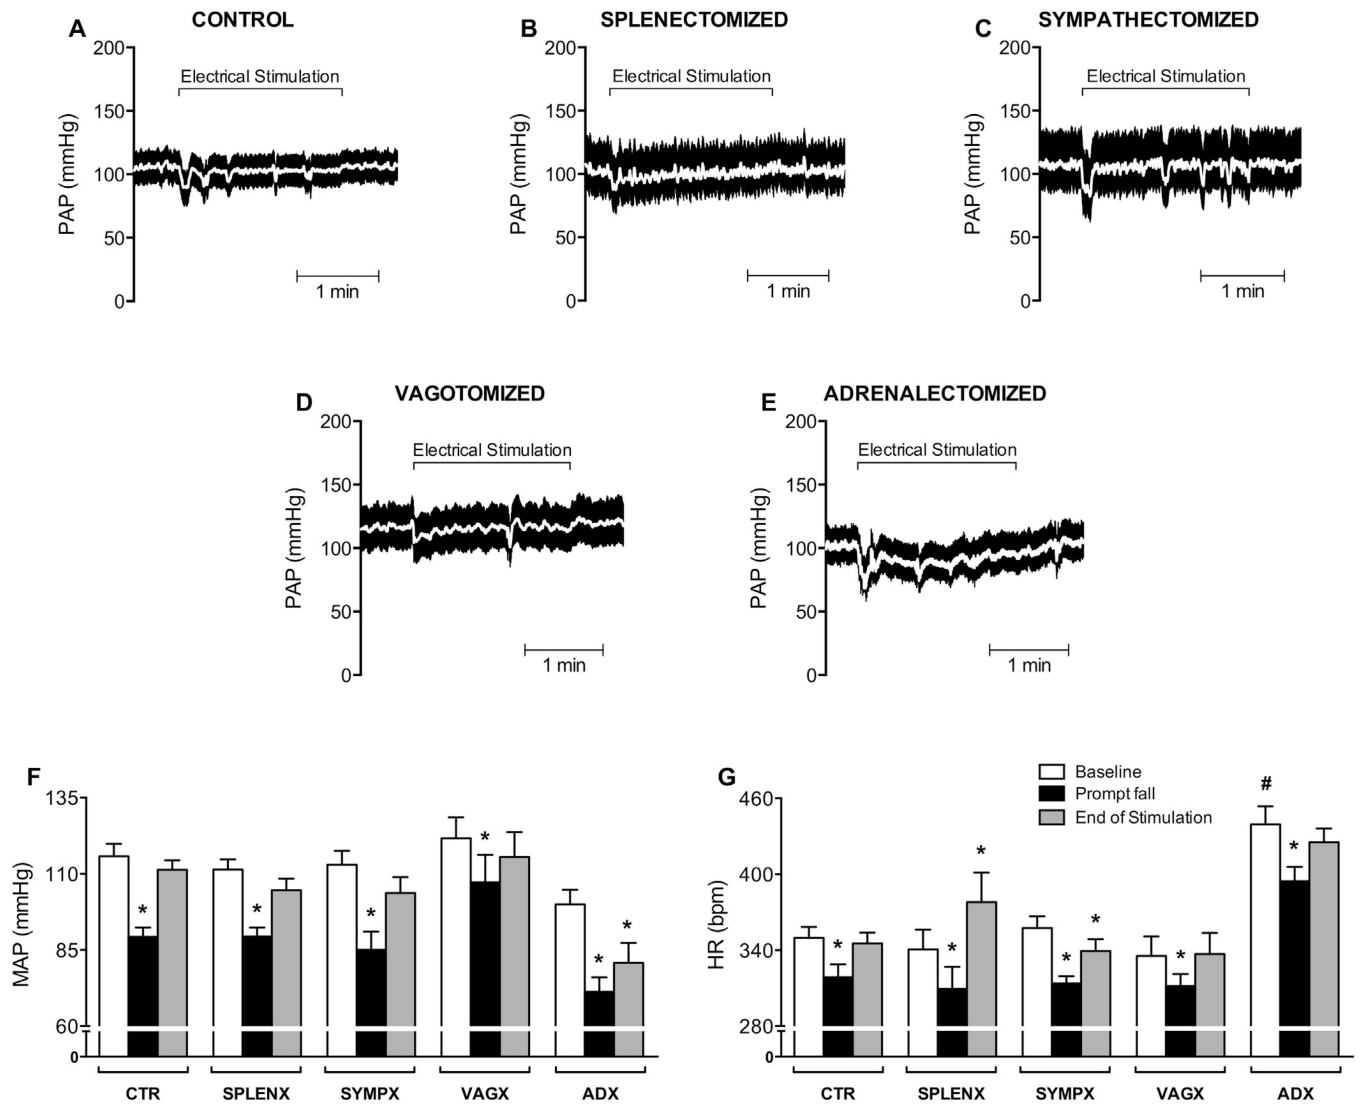 A
CONTROL
200
150
100
50
0
PAP (mmHg)
Electrical Stimulation
1 min
B
SPLENECTOMIZED
200
150
100
50
0
PAP (mmHg)
Electrical Stimulation
1 min
C
SYMPATHECTOMIZED
200
150
100
50
0
PAP (mmHg)
Electrical Stimulation
1 min
D
VAGOTOMIZED
200
150
100
50
0
PAP (mmHg)
Electrical Stimulation
1 min
E
ADRENALECTOMIZED
200
150
100
50
0
PAP (mmHg)
Electrical Stimulation
1 min
F
135
110
85
60
0
MAP (mmHg)
*
*
*
*
*
*
CTR
SPLENX
SYMPX
VAGX
ADX
G
Baseline
Prompt fall
End of Stimulation
460
400
340
280
0
HR (bpm)
*
*
*
*
*
*
#
*
CTR
SPLENX
SYMPX
VAGX
ADX